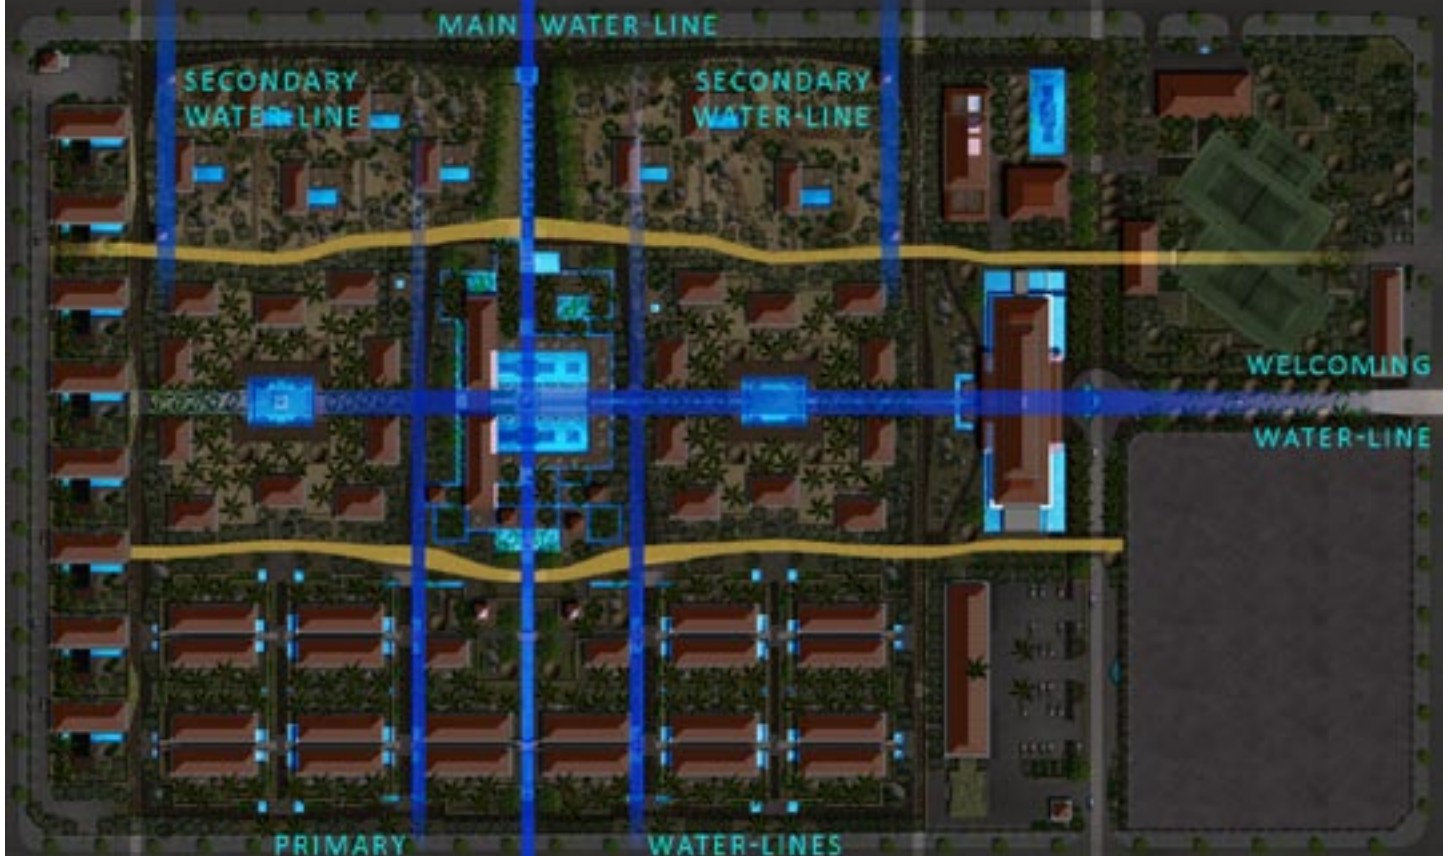 MAIN WATER-LINE
SECONDARY
WATER-LINE
SECONDARY
WATER-LINE
WELCOMING
WATER-LINE
PRIMARY WATER-LINES